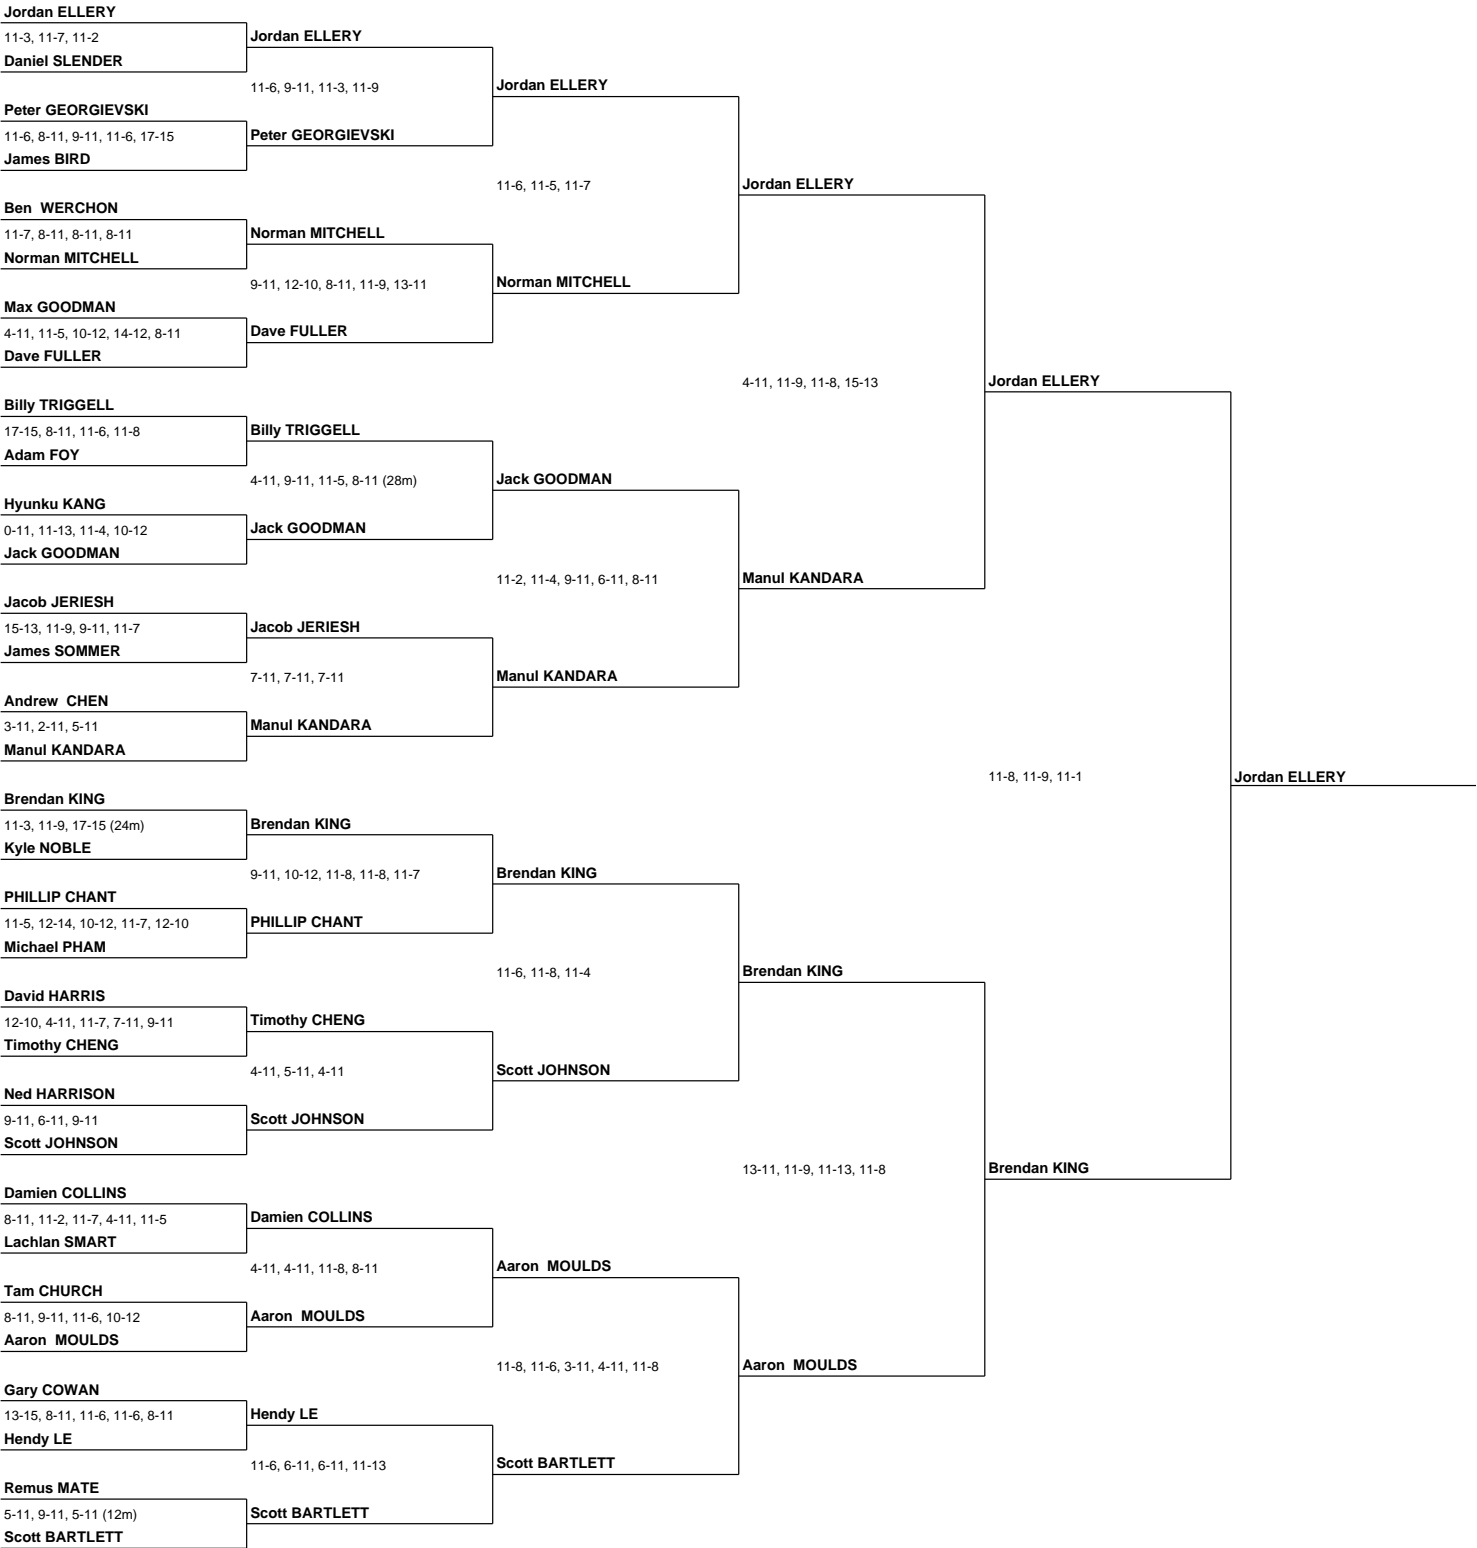 Jordan ELLERY
11-3, 11-7, 11-2
Daniel SLENDER
Peter GEORGIEVSKI
11-6, 8-11, 9-11, 11-6, 17-15
James BIRD
Ben  WERCHON
11-7, 8-11, 8-11, 8-11
Norman MITCHELL
Max GOODMAN
4-11, 11-5, 10-12, 14-12, 8-11
Dave FULLER
Billy TRIGGELL
17-15, 8-11, 11-6, 11-8
Adam FOY
Hyunku KANG
0-11, 11-13, 11-4, 10-12
Jack GOODMAN
Jacob JERIESH
15-13, 11-9, 9-11, 11-7
James SOMMER
Andrew  CHEN
3-11, 2-11, 5-11
Manul KANDARA
Brendan KING
11-3, 11-9, 17-15 (24m)
Kyle NOBLE
PHILLIP CHANT
11-5, 12-14, 10-12, 11-7, 12-10
Michael PHAM
David HARRIS
12-10, 4-11, 11-7, 7-11, 9-11
Timothy CHENG
Ned HARRISON
9-11, 6-11, 9-11
Scott JOHNSON
Damien COLLINS
8-11, 11-2, 11-7, 4-11, 11-5
Lachlan SMART
Tam CHURCH
8-11, 9-11, 11-6, 10-12
Aaron  MOULDS
Gary COWAN
13-15, 8-11, 11-6, 11-6, 8-11
Hendy LE
Remus MATE
5-11, 9-11, 5-11 (12m)
Scott BARTLETT
Jordan ELLERY
11-6, 9-11, 11-3, 11-9
Peter GEORGIEVSKI
Norman MITCHELL
9-11, 12-10, 8-11, 11-9, 13-11
Dave FULLER
Billy TRIGGELL
4-11, 9-11, 11-5, 8-11 (28m)
Jack GOODMAN
Jacob JERIESH
7-11, 7-11, 7-11
Manul KANDARA
Brendan KING
9-11, 10-12, 11-8, 11-8, 11-7
PHILLIP CHANT
Timothy CHENG
4-11, 5-11, 4-11
Scott JOHNSON
Damien COLLINS
4-11, 4-11, 11-8, 8-11
Aaron  MOULDS
Hendy LE
11-6, 6-11, 6-11, 11-13
Scott BARTLETT
Jordan ELLERY
11-6, 11-5, 11-7
Norman MITCHELL
Jack GOODMAN
11-2, 11-4, 9-11, 6-11, 8-11
Manul KANDARA
Brendan KING
11-6, 11-8, 11-4
Scott JOHNSON
Aaron  MOULDS
11-8, 11-6, 3-11, 4-11, 11-8
Scott BARTLETT
Jordan ELLERY
4-11, 11-9, 11-8, 15-13
Manul KANDARA
Brendan KING
13-11, 11-9, 11-13, 11-8
Aaron  MOULDS
Jordan ELLERY
11-8, 11-9, 11-1
Brendan KING
Jordan ELLERY